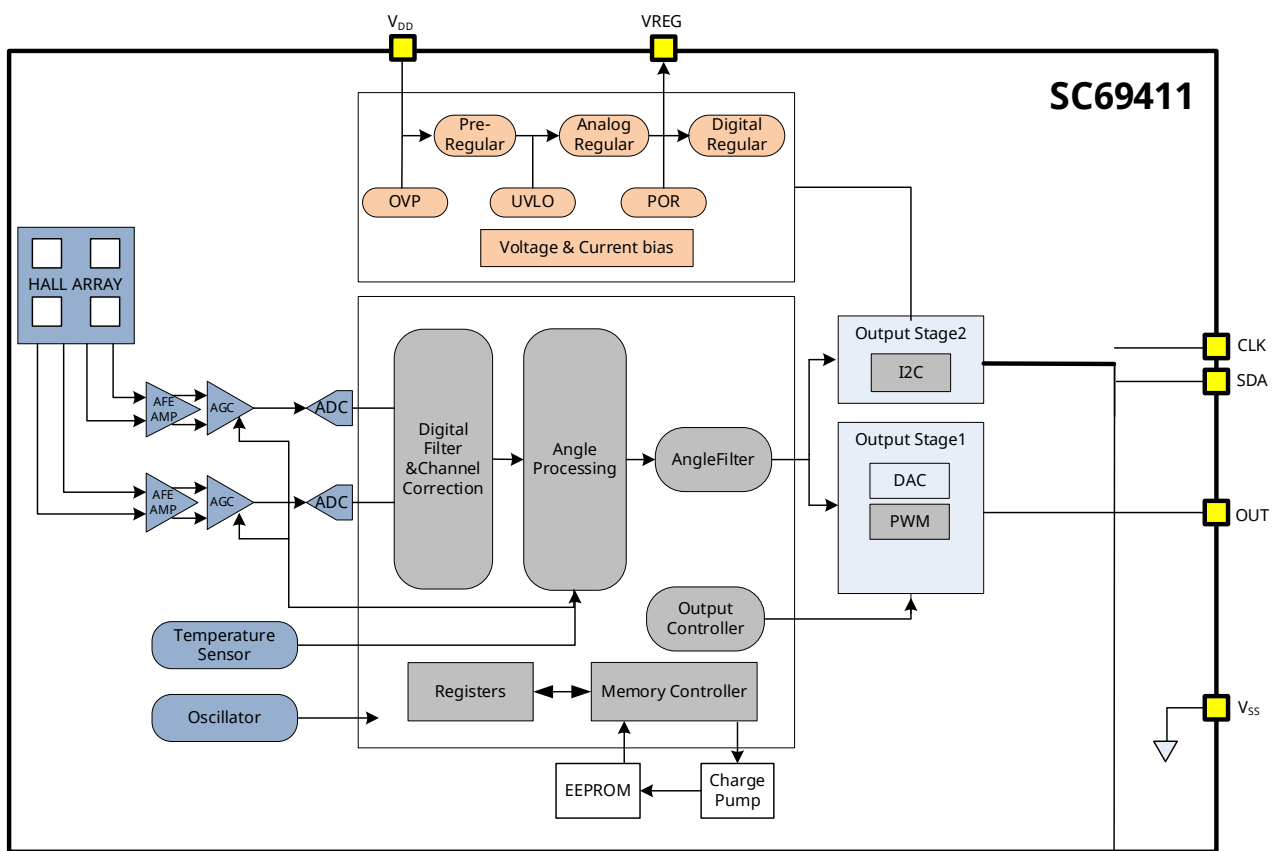 V_DD
VREG
SC69411
Pre-
Regular
Analog
Regular
Digital
Regular
OVP
UVLO
POR
Voltage & Current bias
HALL ARRAY
Output Stage2
I2C
CLK
SDA
AFE
AMP
AGC
ADC
Digital
Filter
&Channel
Correction
Angle
Processing
AngleFilter
Output Stage1
DAC
PWM
OUT
AFE
AMP
AGC
ADC
Output
Controller
Temperature
Sensor
Registers
Memory Controller
Oscillator
V_SS
EEPROM
Charge
Pump